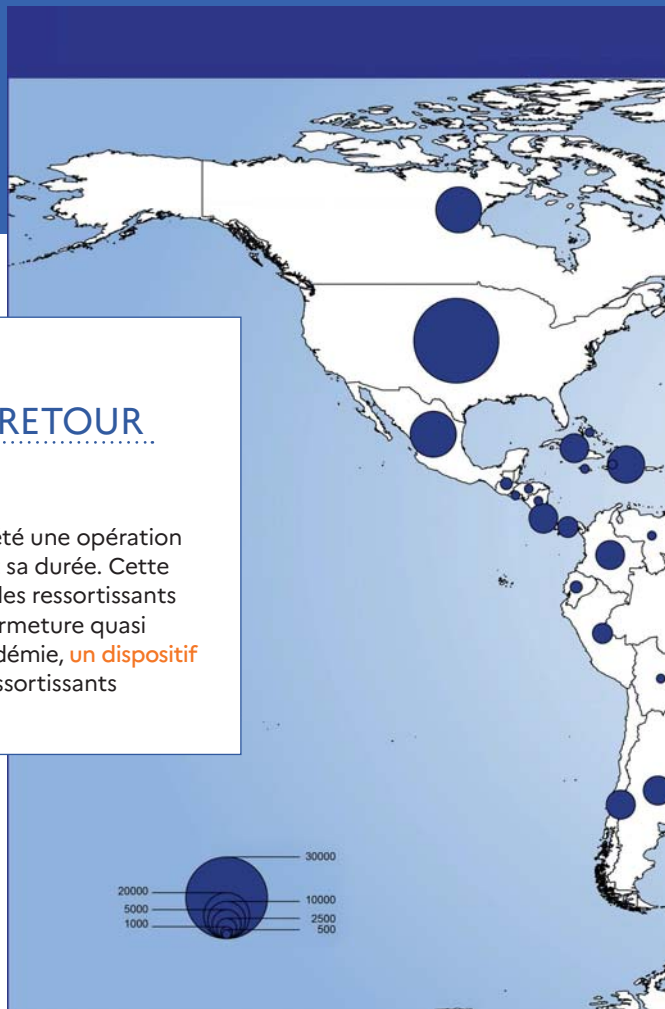 RETOUR
été une opération
sa durée. Cette
des ressortissants
rmeture quasi
démie, un dispositif
ssortissants
30000
20000
10000
5000
2500
1000
500